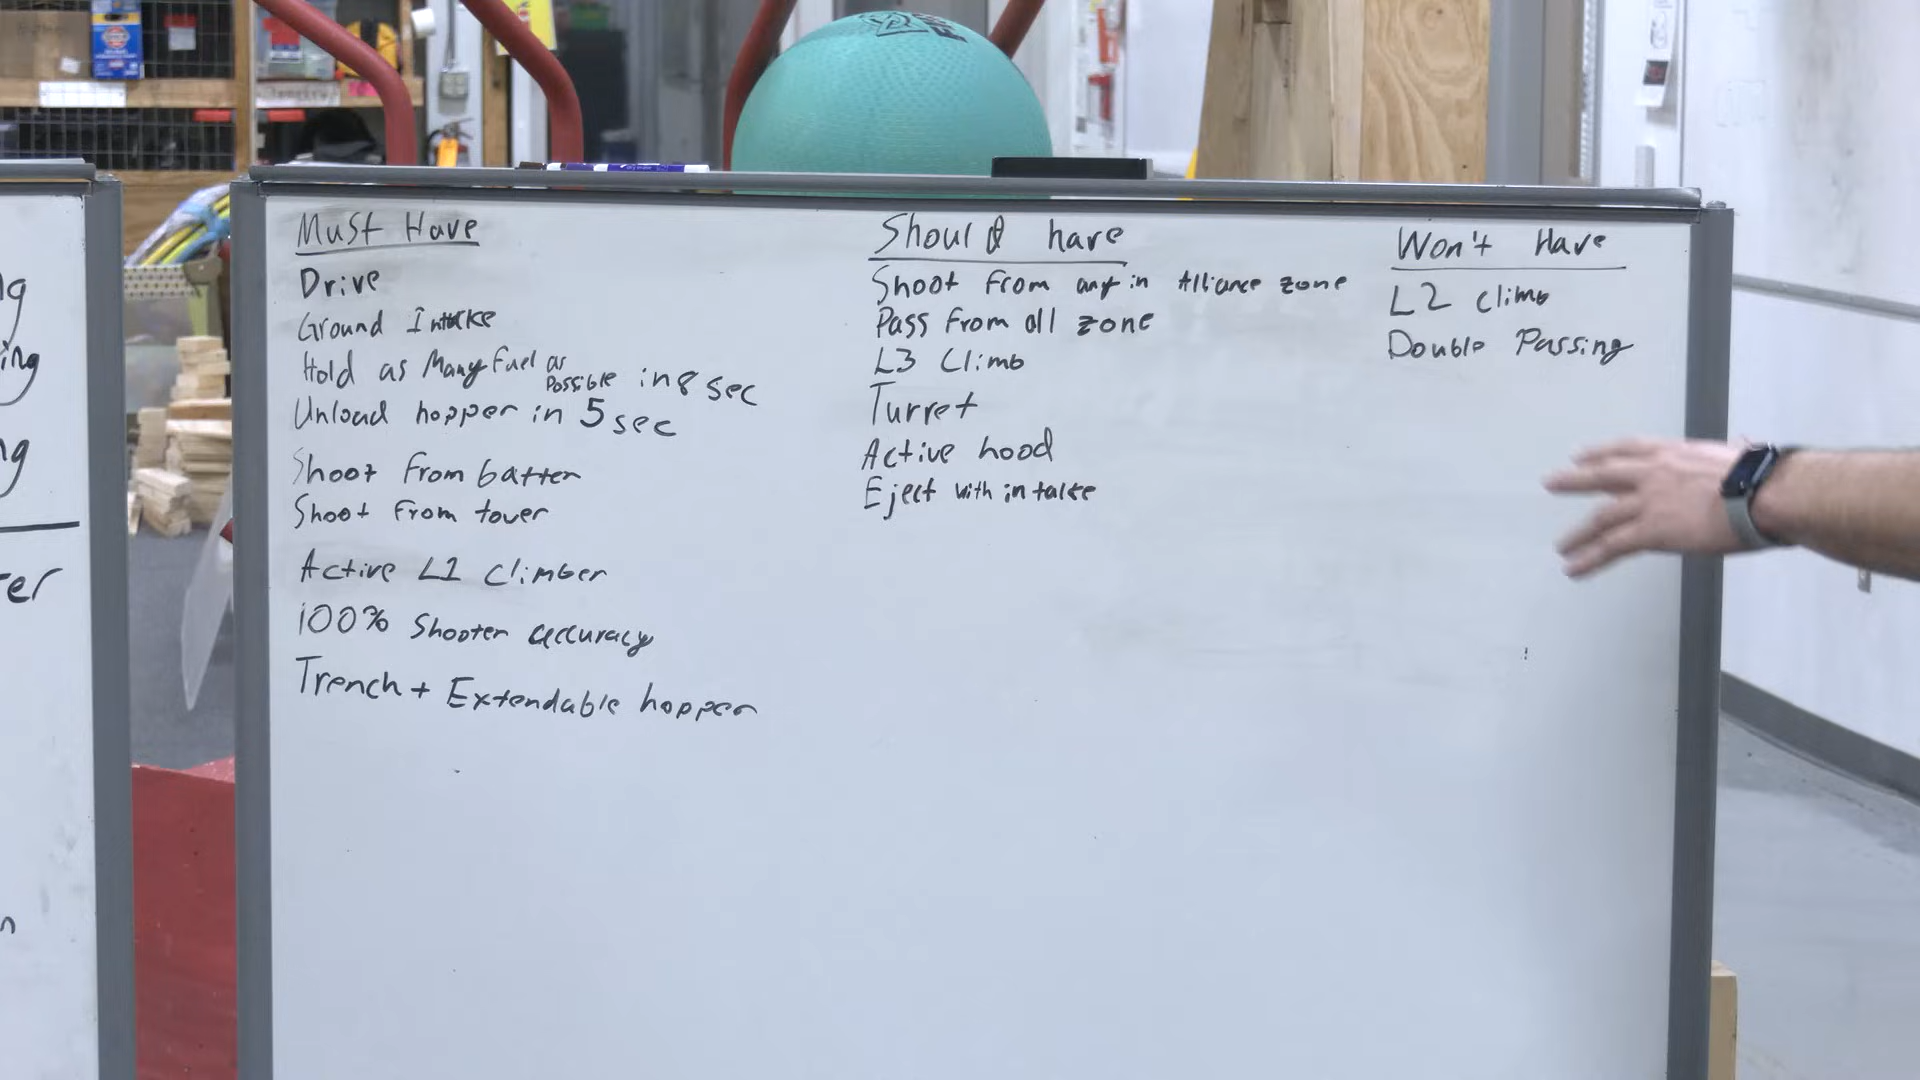 Must Have
Drive
Ground Intake
Hold as Many Fuel as Possible in 8 sec
Unload hopper in 5 sec
Shoot From batter
Shoot From tower
Active L1 Climber
100% Shooter accuracy
Trench + Extendable hopper
Should have
Shoot From any in Alliance zone
Pass From all zone
L3 Climb
Turret
Active hood
Eject with intake
Won't Have
L2 Climb
Double Passing